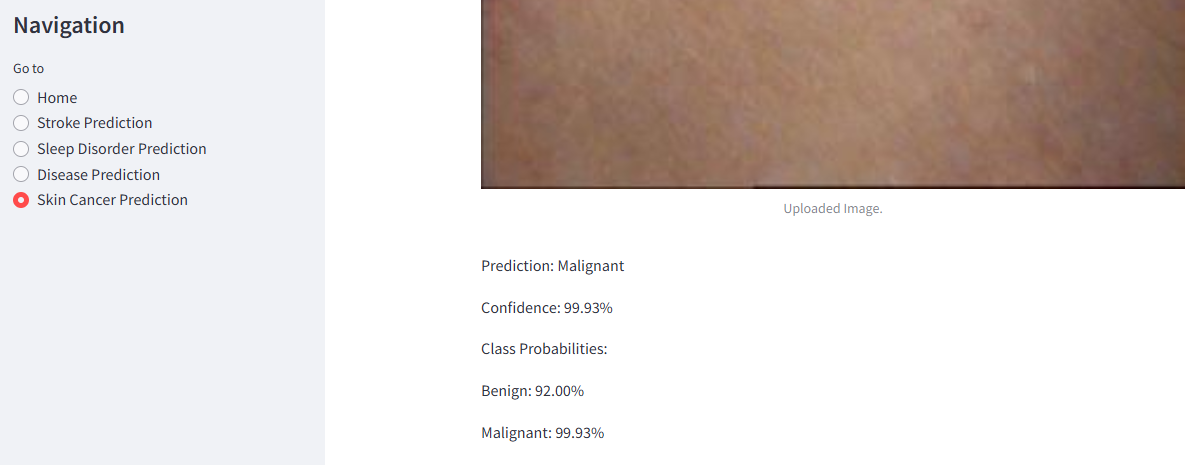 Navigation
Go to
Home
Stroke Prediction
Sleep Disorder Prediction
Disease Prediction
Skin Cancer Prediction
Uploaded Image.
Prediction: Malignant
Confidence: 99.93%
Class Probabilities:
Benign: 92.00%
Malignant: 99.93%